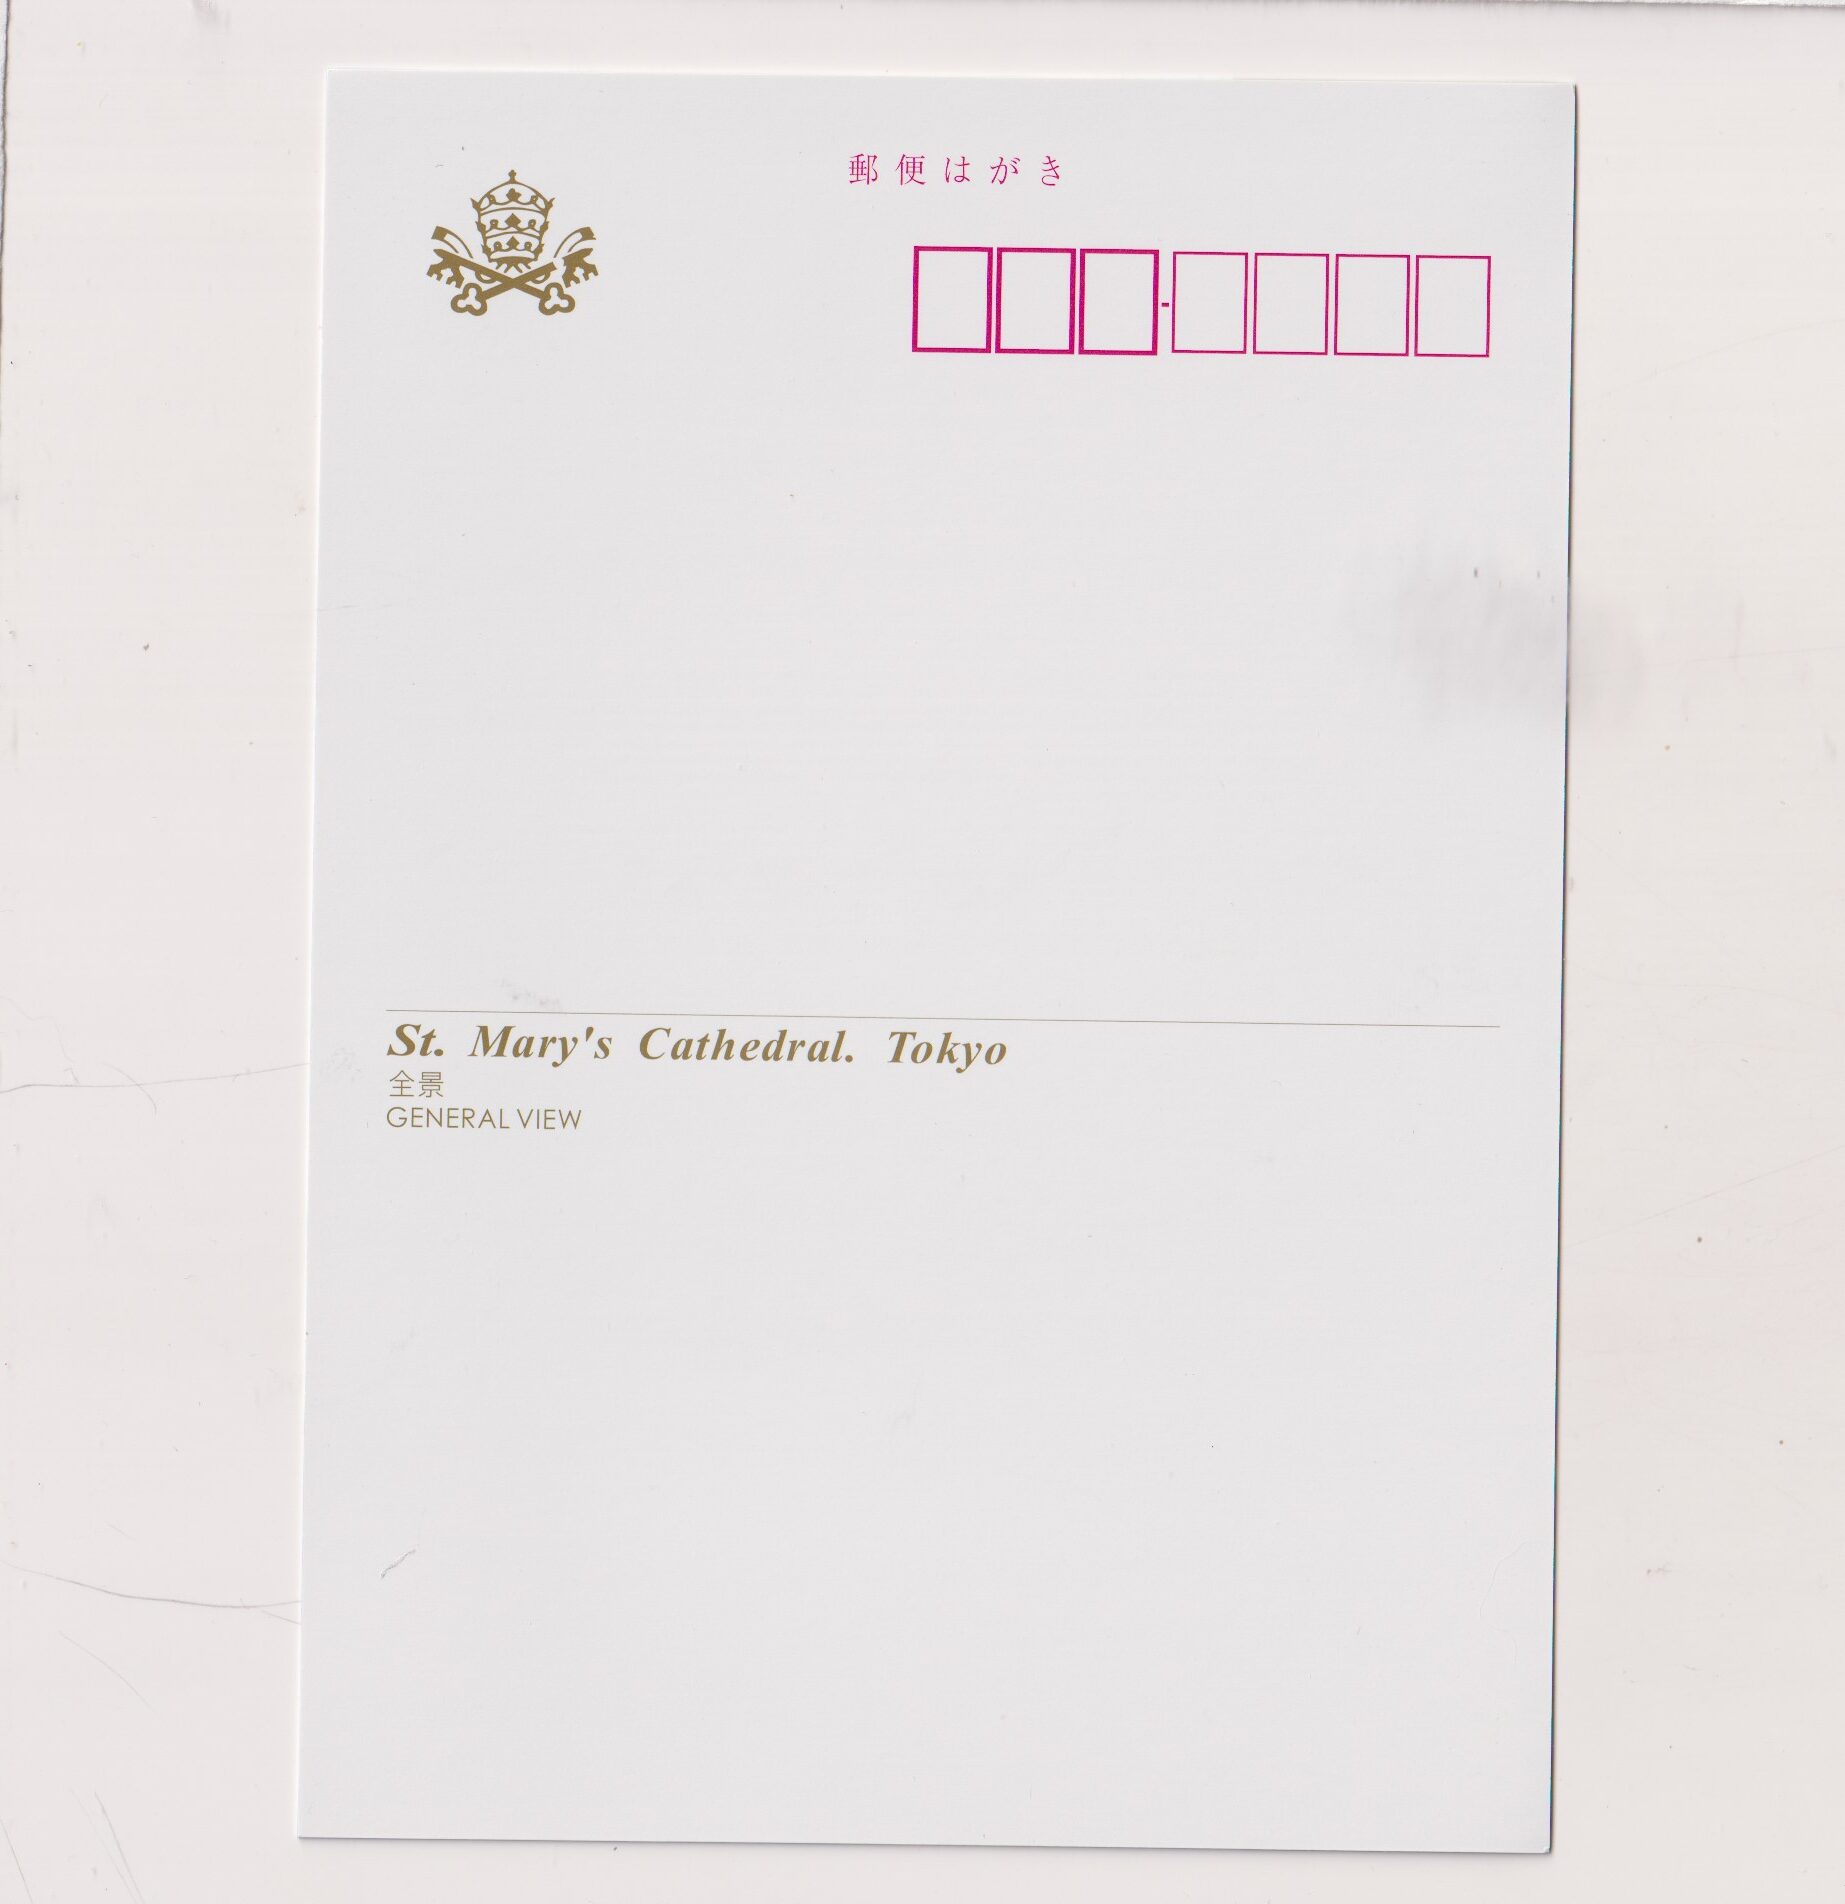 郵便はがき
St. Mary's Cathedral. Tokyo
全景
GENERAL VIEW